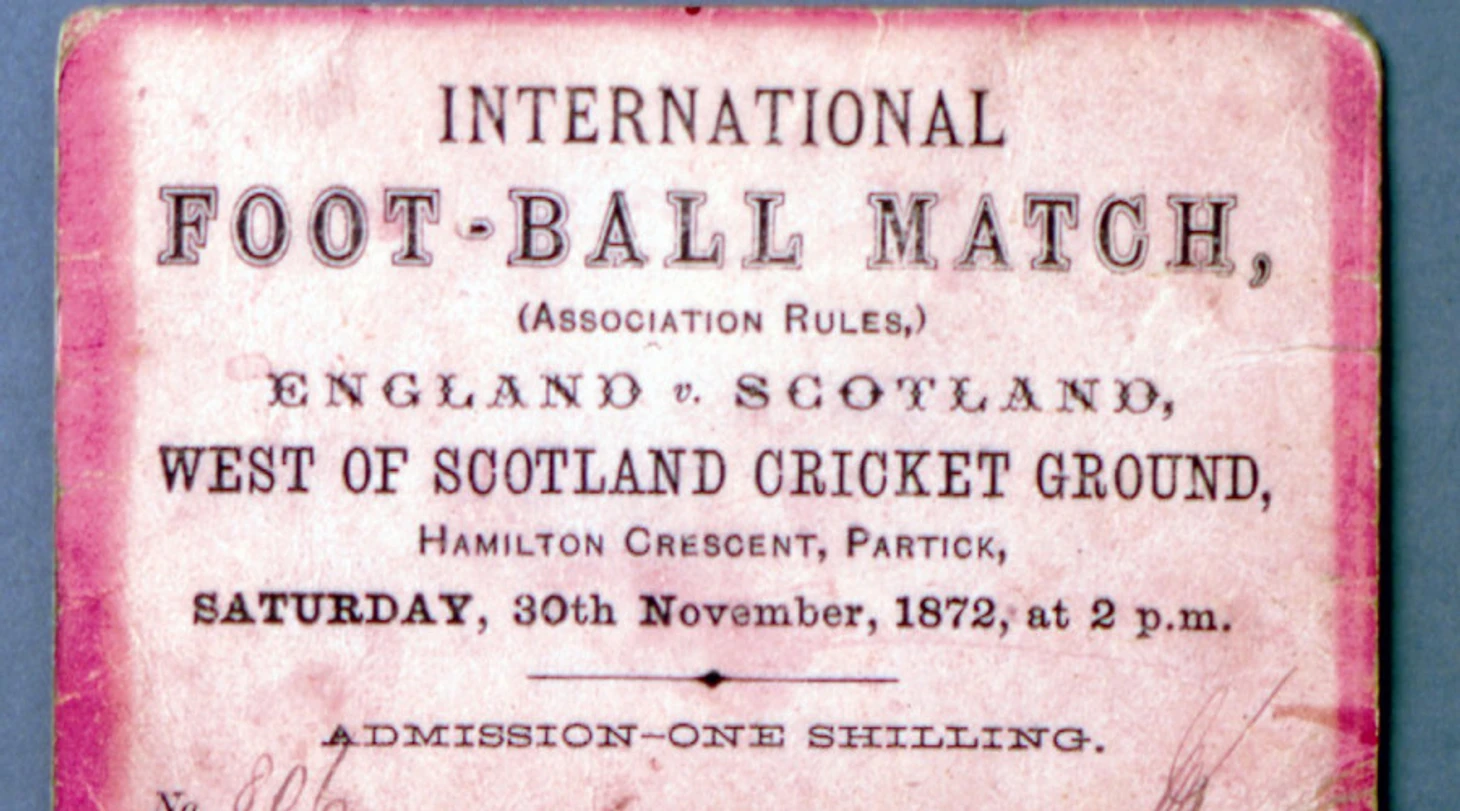 INTERNATIONAL
FOOT-BALL MATCH,
(ASSOCIATION RULES,)
ENGLAND v. SCOTLAND,
WEST OF SCOTLAND CRICKET GROUND,
HAMILTON CRESCENT, PARTICK,
SATURDAY, 30th November, 1872, at 2 p.m.
ADMISSION–ONE SHILLING.
No.